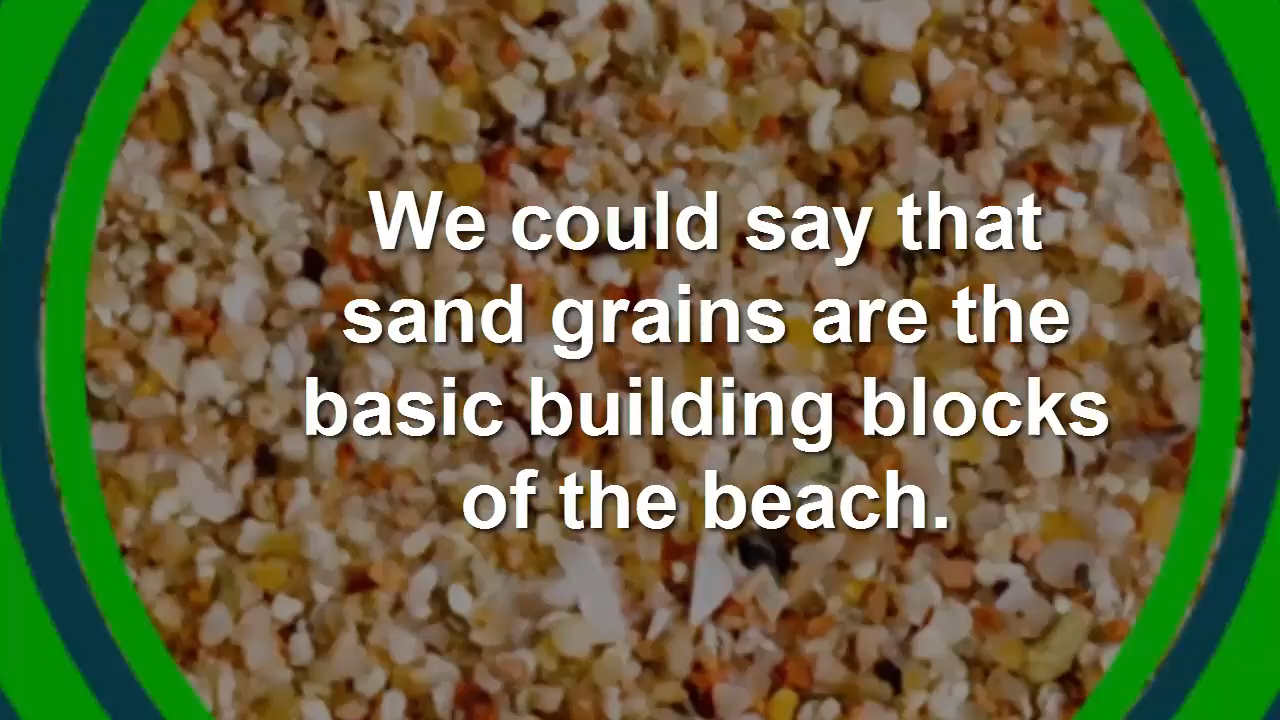 We could say that
sand grains are the
basic building blocks
of the beach.